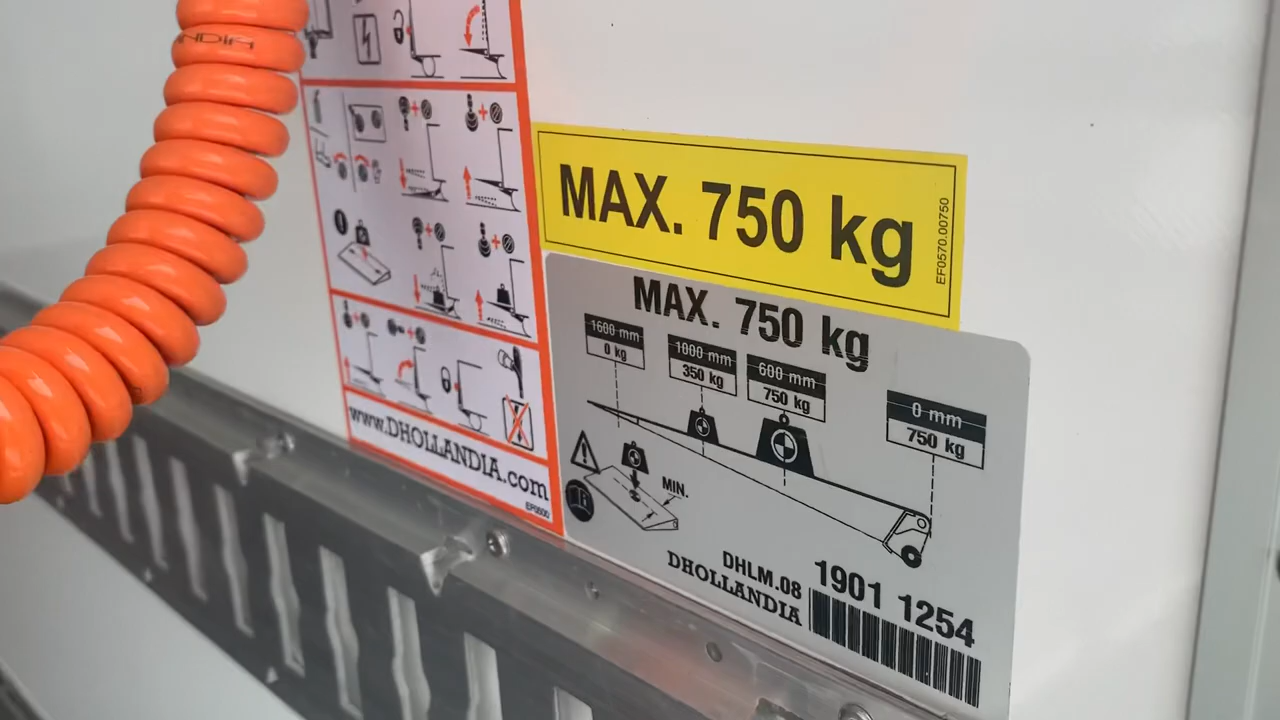 MAX. 750 kg
EF0570.00750
MAX. 750 kg
1600 mm
0 kg
1000 mm
350 kg
600 mm
750 kg
0 mm
750 kg
MIN.
DHLM.08
DHOLLANDIA
1901 1254
www.DHOLLANDIA.com